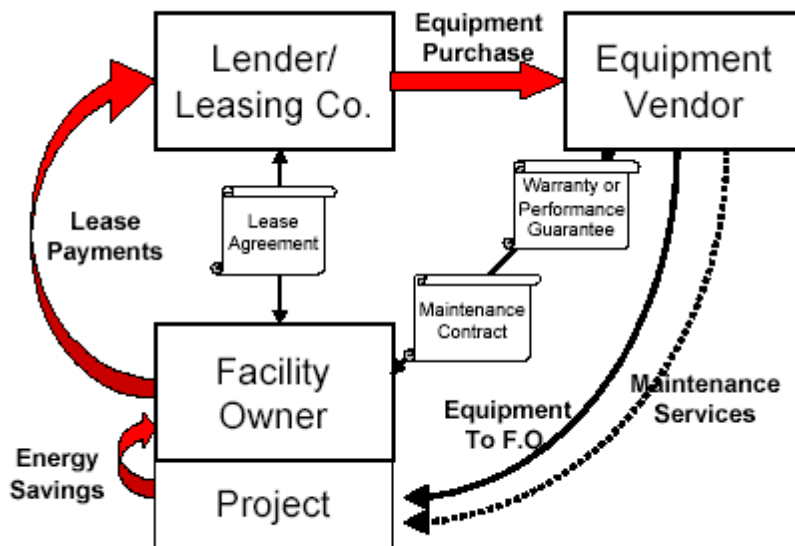 Lender/
Leasing Co.
Equipment
Purchase
Equipment
Vendor
Lease
Payments
Lease
Agreement
Warranty or
Performance
Guarantee
Maintenance
Contract
Facility
Owner
Equipment
To F.O.
Maintenance
Services
Energy
Savings
Project